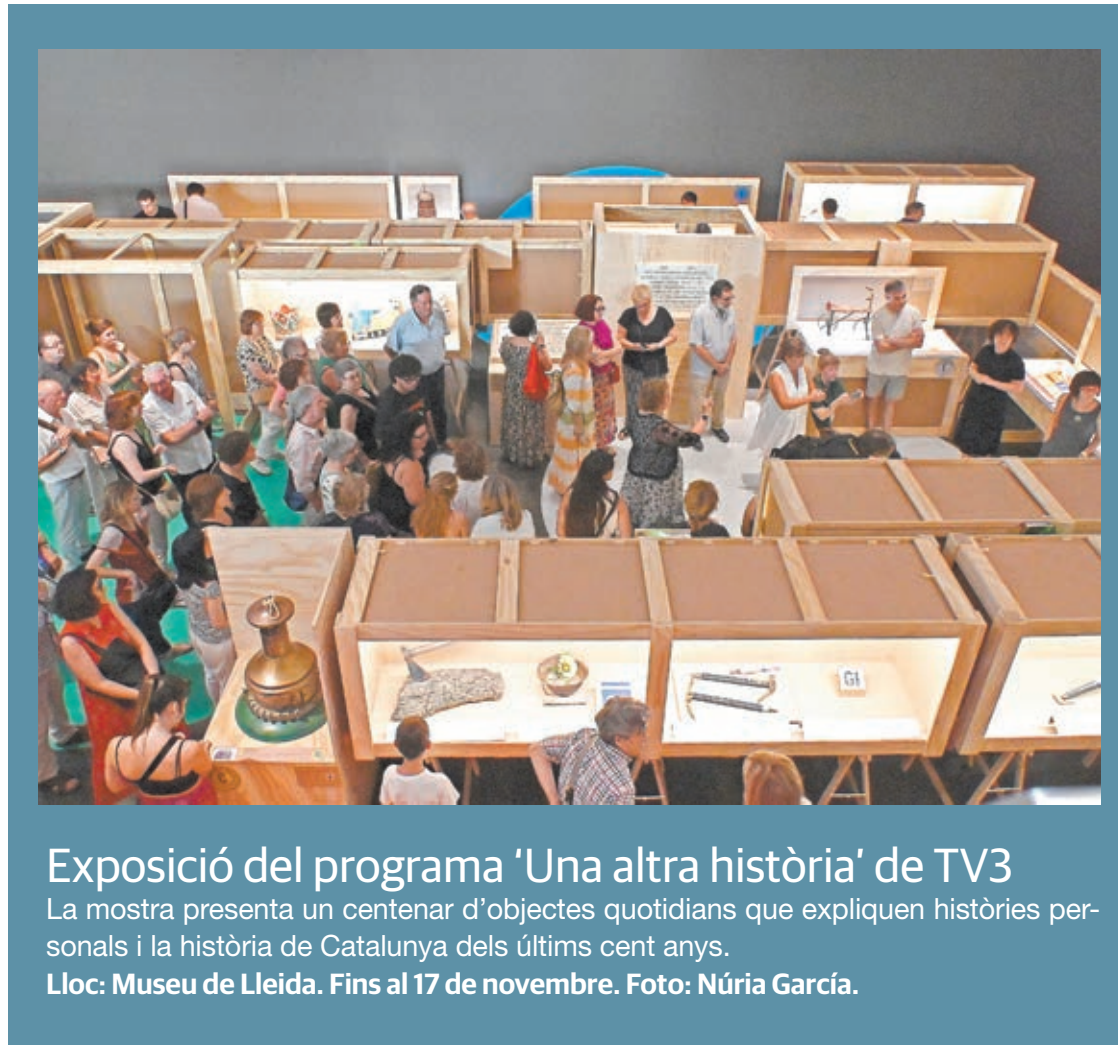 Exposició del programa ‘Una altra història’ de TV3
La mostra presenta un centenar d’objectes quotidians que expliquen històries per-
sonals i la història de Catalunya dels últims cent anys.
Lloc: Museu de Lleida. Fins al 17 de novembre. Foto: Núria García.